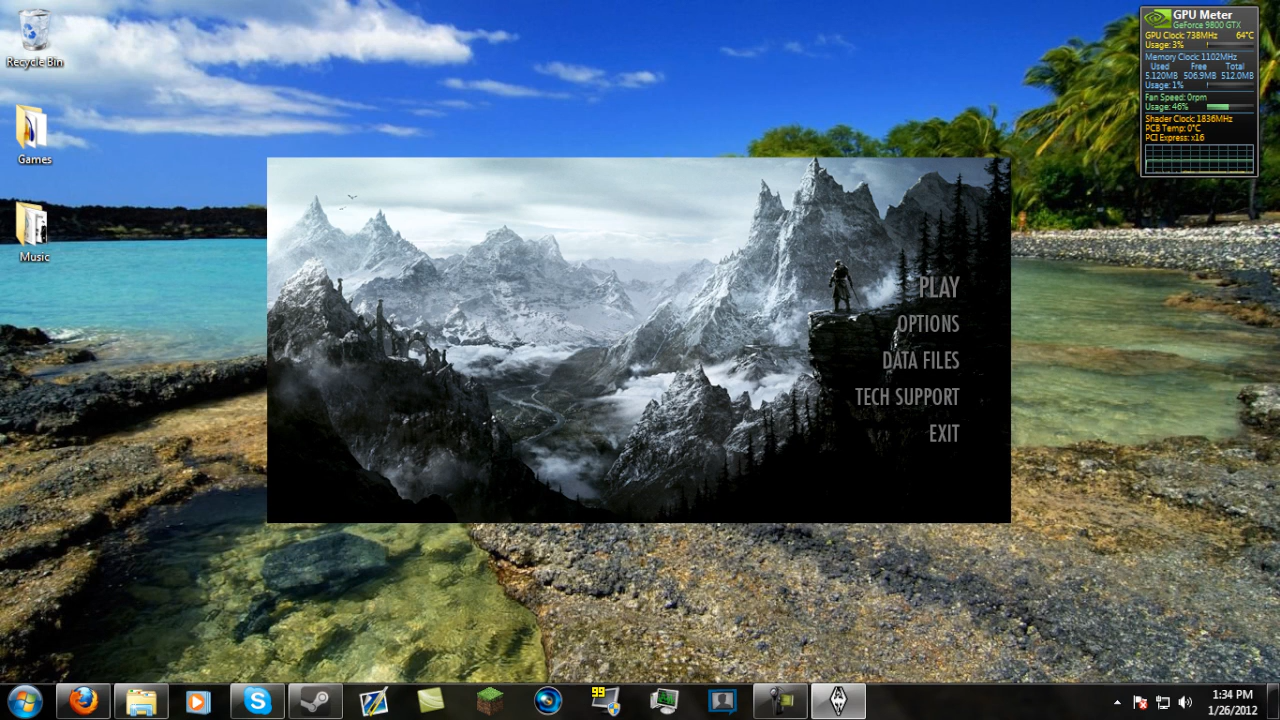 Recycle Bin
Games
Music
GPU Meter
GeForce 9800 GTX
GPU Clock: 738MHz 64°C
Usage: 3%
Memory Clock: 1102MHz
Used Free Total
5.120MB 506.9MB 512.0MB
Usage: 1%
Fan Speed: 0rpm
Usage: 46%
Shader Clock: 1836MHz
PCB Temp: 0°C
PCI Express: x16
PLAY
OPTIONS
DATA FILES
TECH SUPPORT
EXIT
99
1:34 PM
1/26/2012